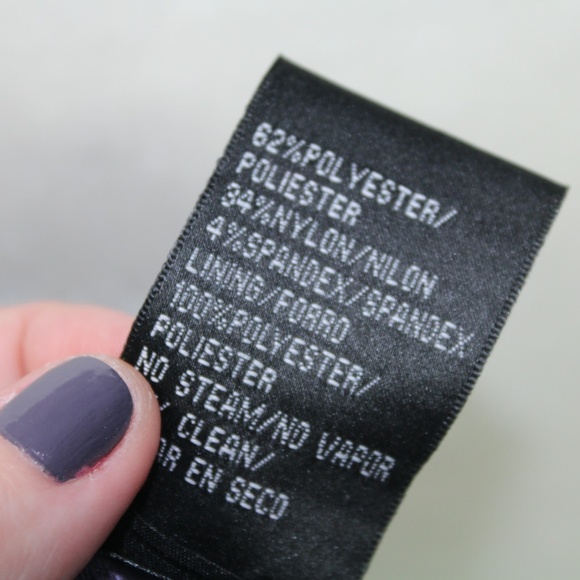 62%POLYESTER/
POLIESTER
34%NYLON/NILON
4%SPANDEX/SPANDEX
LINING/FORRO
100%POLYESTER/
POLIESTER
NO STEAM/NO VAPOR
CLEAN/
EN SECO